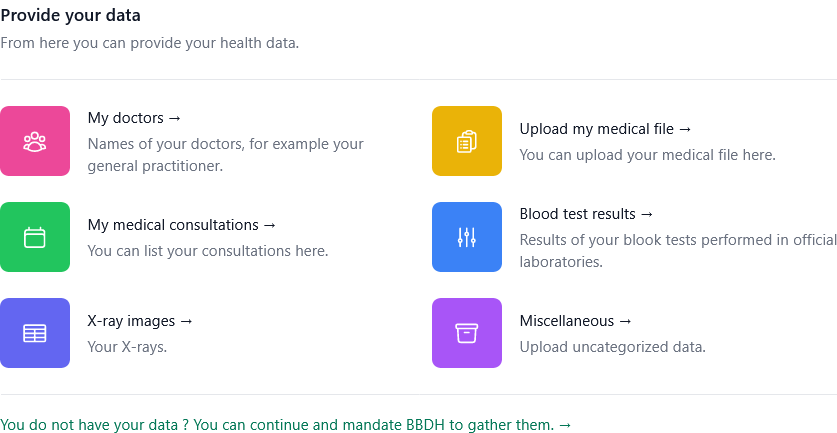 Provide your data
From here you can provide your health data.
My doctors →
Names of your doctors, for example your
general practitioner.
Upload my medical file →
You can upload your medical file here.
My medical consultations →
You can list your consultations here.
Blood test results →
Results of your blook tests performed in official
laboratories.
X-ray images →
Your X-rays.
Miscellaneous →
Upload uncategorized data.
You do not have your data ? You can continue and mandate BBDH to gather them. →